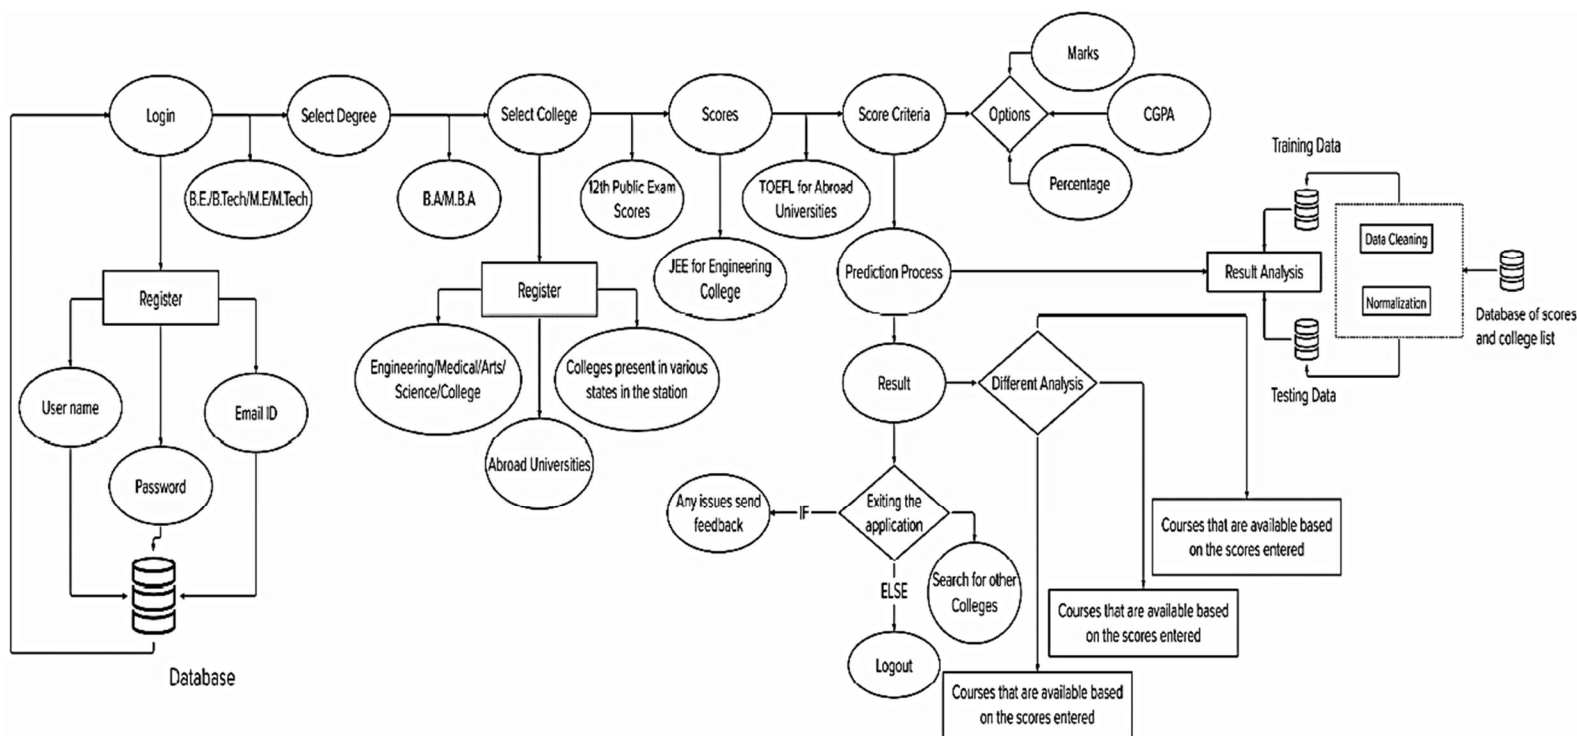 Marks
Login
Select Degree
Select College
Scores
Score Criteria
Options
CGPA
Training Data
B.E./B.Tech/M.E/M.Tech
B.A/M.B.A
12th Public Exam
Scores
TOEFL for Abroad
Universities
Percentage
Data Cleaning
JEE for Engineering
College
Prediction Process
Result Analysis
Register
Register
Normalization
Database of scores
and college list
Engineering/Medical/Arts/
Science/College
Colleges present in various
states in the station
Result
Different Analysis
Testing Data
User name
Email ID
Abroad Universities
Password
Any issues send
feedback
IF
Exiting the
application
Courses that are available based
on the scores entered
ELSE
Search for other
Colleges
Courses that are available based
on the scores entered
Logout
Database
Courses that are available based
on the scores entered